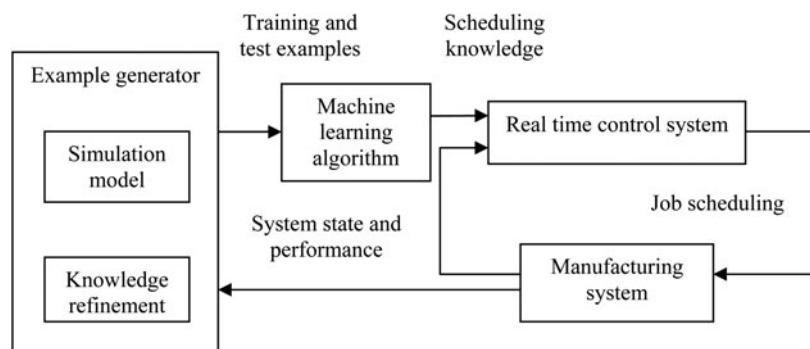 Training and
test examples
Scheduling
knowledge
Example generator
Machine
learning
algorithm
Real time control system
Simulation
model
Job scheduling
System state and
performance
Manufacturing
system
Knowledge
refinement